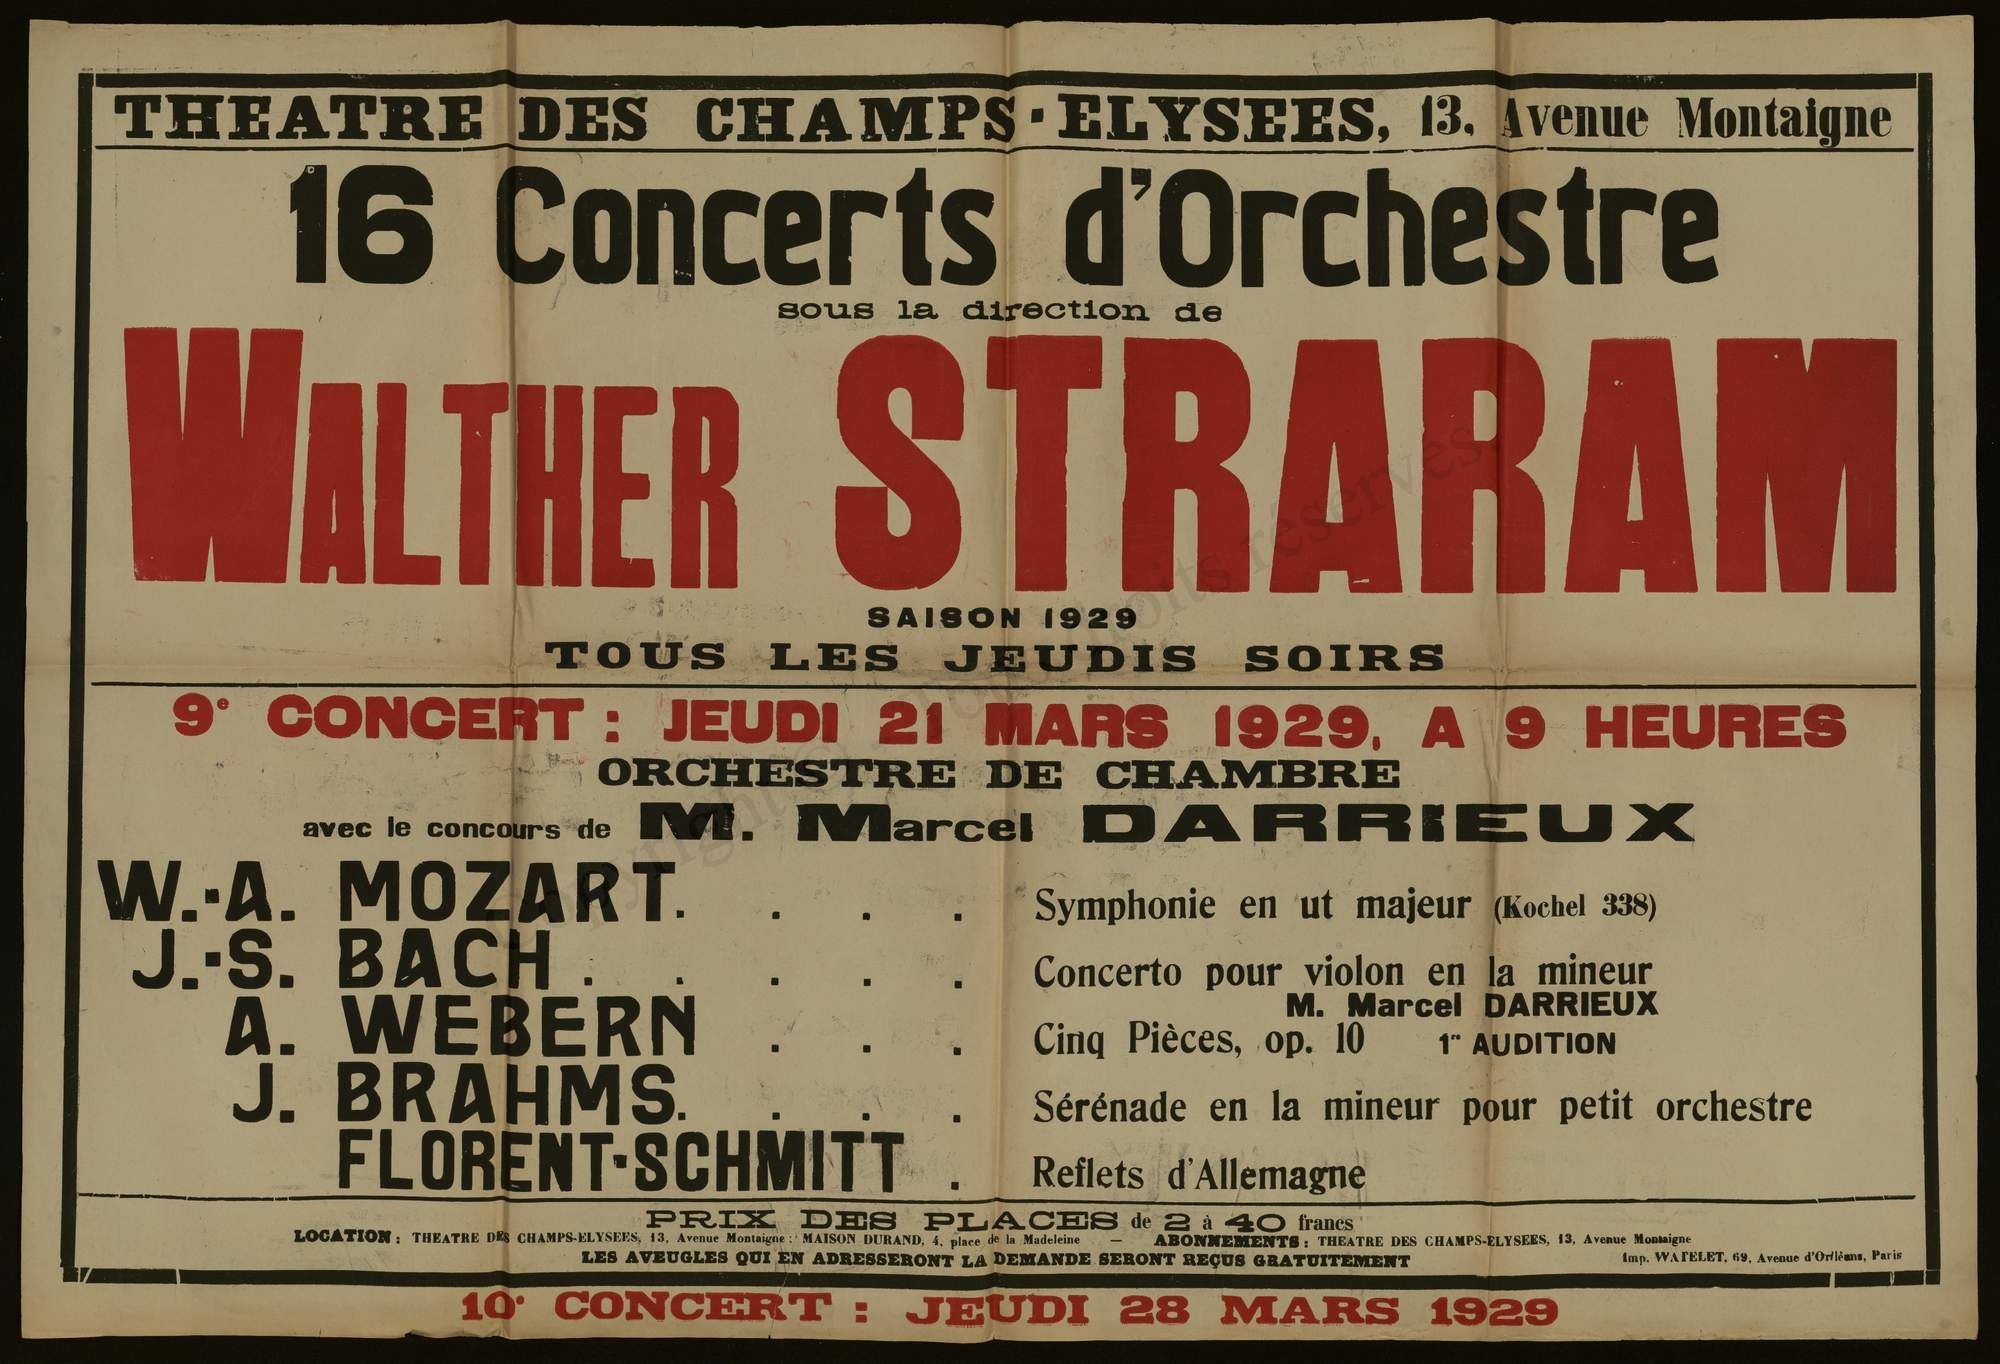 THEATRE DES CHAMPS-ELYSEES, 13, Avenue Montaigne
16 Concerts d'Orchestre
sous la direction de
WALTHER STRARAM
SAISON 1929
TOUS LES JEUDIS SOIRS
9e CONCERT : JEUDI 21 MARS 1929, A 9 HEURES
ORCHESTRE DE CHAMBRE
avec le concours de M. Marcel DARRIEUX
W.-A. MOZART. . . . Symphonie en ut majeur (Kochel 338)
J.-S. BACH . . . . . Concerto pour violon en la mineur
M. Marcel DARRIEUX
A. WEBERN . . . Cinq Pièces, op. 10 1re AUDITION
J. BRAHMS. . . . Sérénade en la mineur pour petit orchestre
FLORENT-SCHMITT . Reflets d'Allemagne
PRIX DES PLACES de 2 à 40 francs
LOCATION : THEATRE DES CHAMPS-ELYSEES, 13, Avenue Montaigne ; MAISON DURAND, 4, place de la Madeleine — ABONNEMENTS : THEATRE DES CHAMPS-ELYSEES, 13, Avenue Montaigne
LES AVEUGLES QUI EN ADRESSERONT LA DEMANDE SERONT REÇUS GRATUITEMENT
Imp. WATELET, 69, Avenue d'Orlléans, Paris
10e CONCERT : JEUDI 28 MARS 1929
Copyright © - Tous droits réservés.